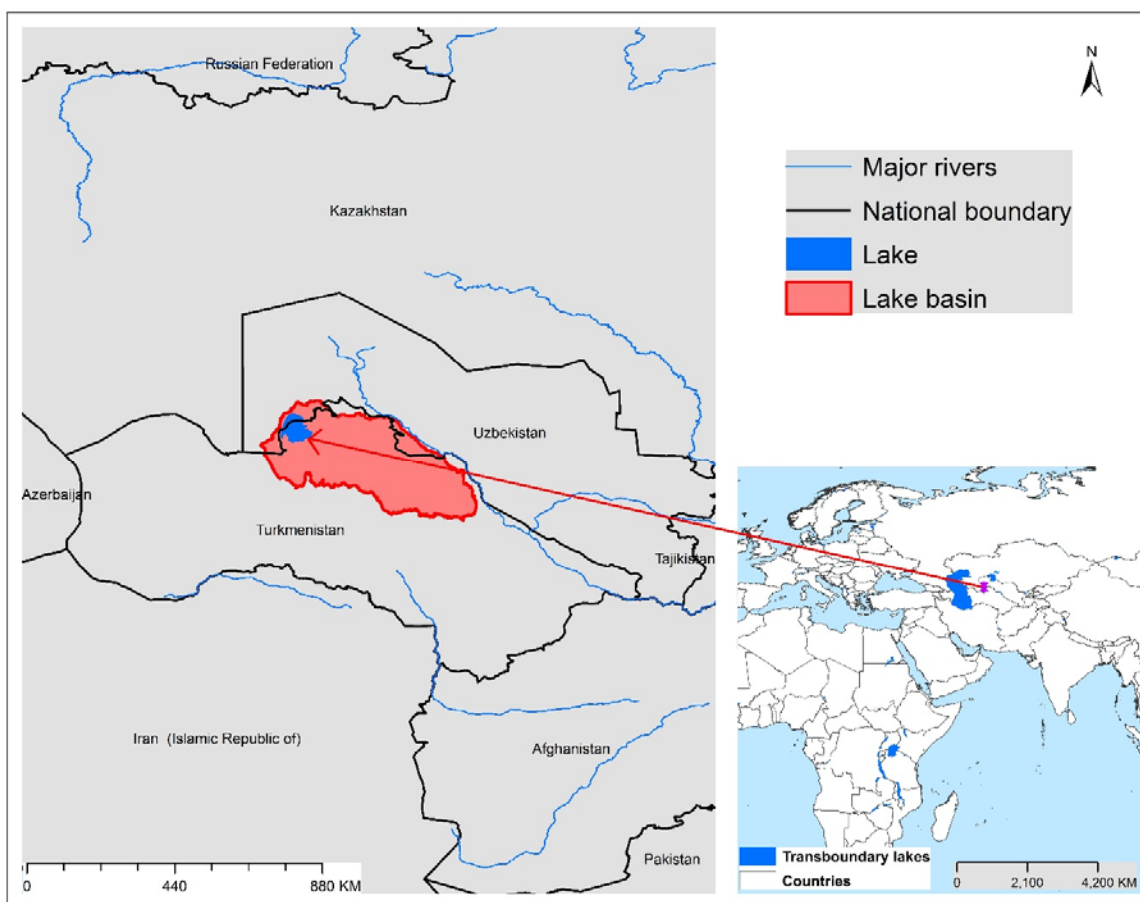 Russian Federation
N
Major rivers
Kazakhstan
National boundary
Lake
Lake basin
Uzbekistan
Azerbaijan
Turkmenistan
Tajikistan
Iran (Islamic Republic of)
Afghanistan
Pakistan
0 440 880 KM
Transboundary lakes
Countries
0 2,100 4,200 KM